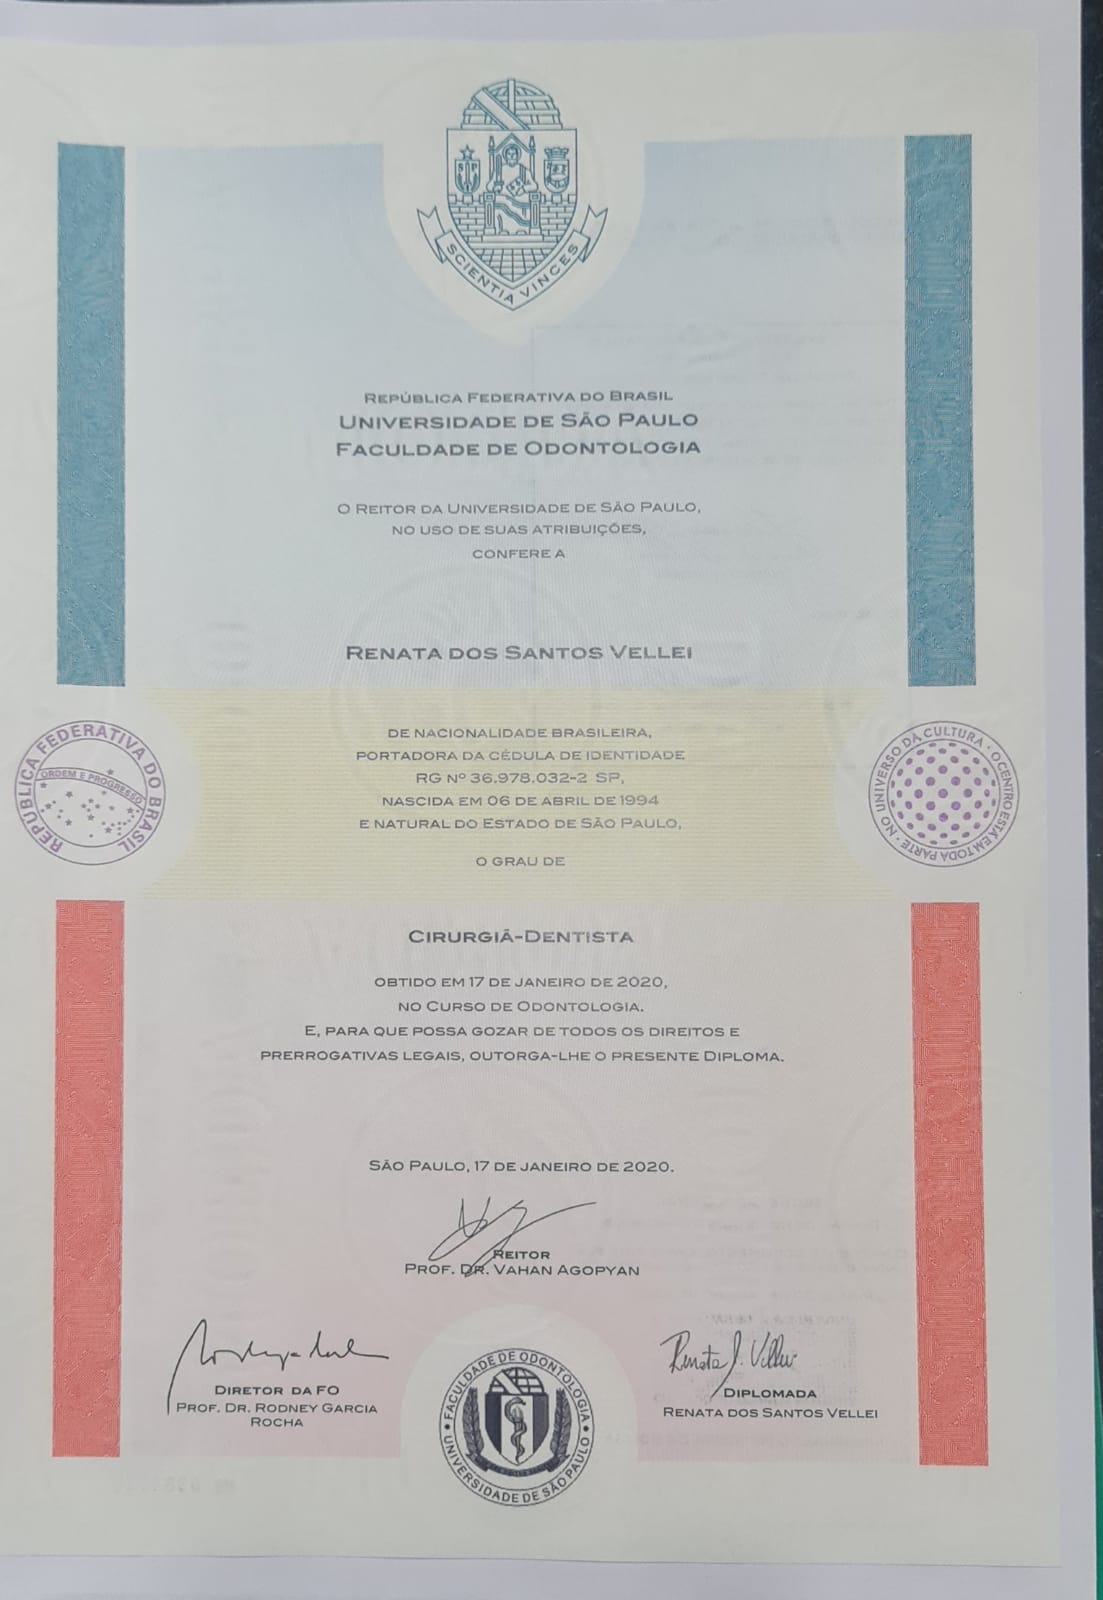 SCIENTIA VINCES
REPÚBLICA FEDERATIVA DO BRASIL
UNIVERSIDADE DE SÃO PAULO
FACULDADE DE ODONTOLOGIA
O REITOR DA UNIVERSIDADE DE SÃO PAULO,
NO USO DE SUAS ATRIBUIÇÕES,
CONFERE A
RENATA DOS SANTOS VELLEI
DE NACIONALIDADE BRASILEIRA,
PORTADORA DA CÉDULA DE IDENTIDADE
RG Nº 36.978.032-2 SP,
NASCIDA EM 06 DE ABRIL DE 1994
E NATURAL DO ESTADO DE SÃO PAULO,
O GRAU DE
REPÚBLICA FEDERATIVA DO BRASIL
ORDEM E PROGRESSO
NO UNIVERSO DA CULTURA · O CENTRO ESTÁ EM TODA PARTE ·
CIRURGIÃ-DENTISTA
OBTIDO EM 17 DE JANEIRO DE 2020,
NO CURSO DE ODONTOLOGIA.
E, PARA QUE POSSA GOZAR DE TODOS OS DIREITOS E
PRERROGATIVAS LEGAIS, OUTORGA-LHE O PRESENTE DIPLOMA.
SÃO PAULO, 17 DE JANEIRO DE 2020.
REITOR
PROF. DR. VAHAN AGOPYAN
DIRETOR DA FO
PROF. DR. RODNEY GARCIA
ROCHA
FACULDADE DE ODONTOLOGIA
UNIVERSIDADE DE SÃO PAULO
Renata S. Vellei
DIPLOMADA
RENATA DOS SANTOS VELLEI